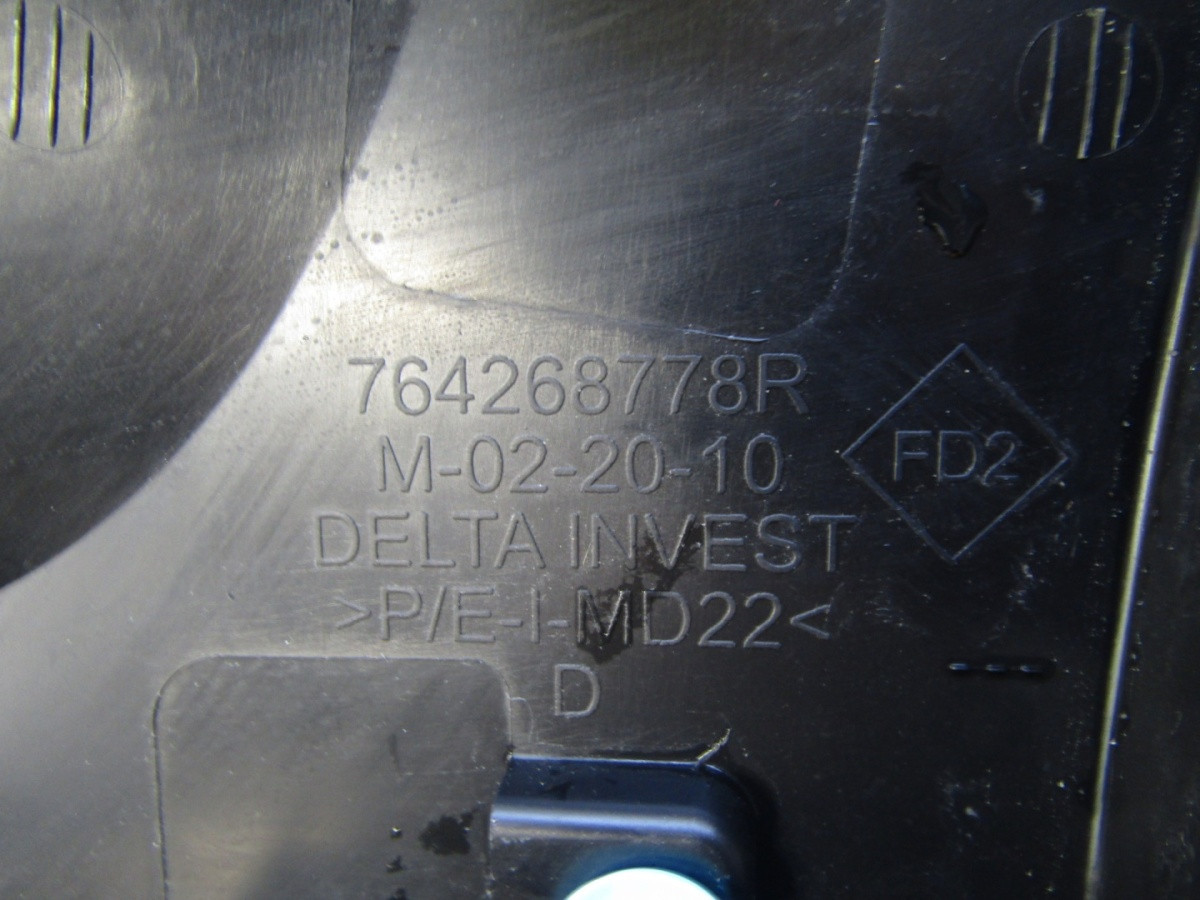 764268778R
M-02-20-10
FD2
DELTA INVEST
>P/E-I-MD22<
D